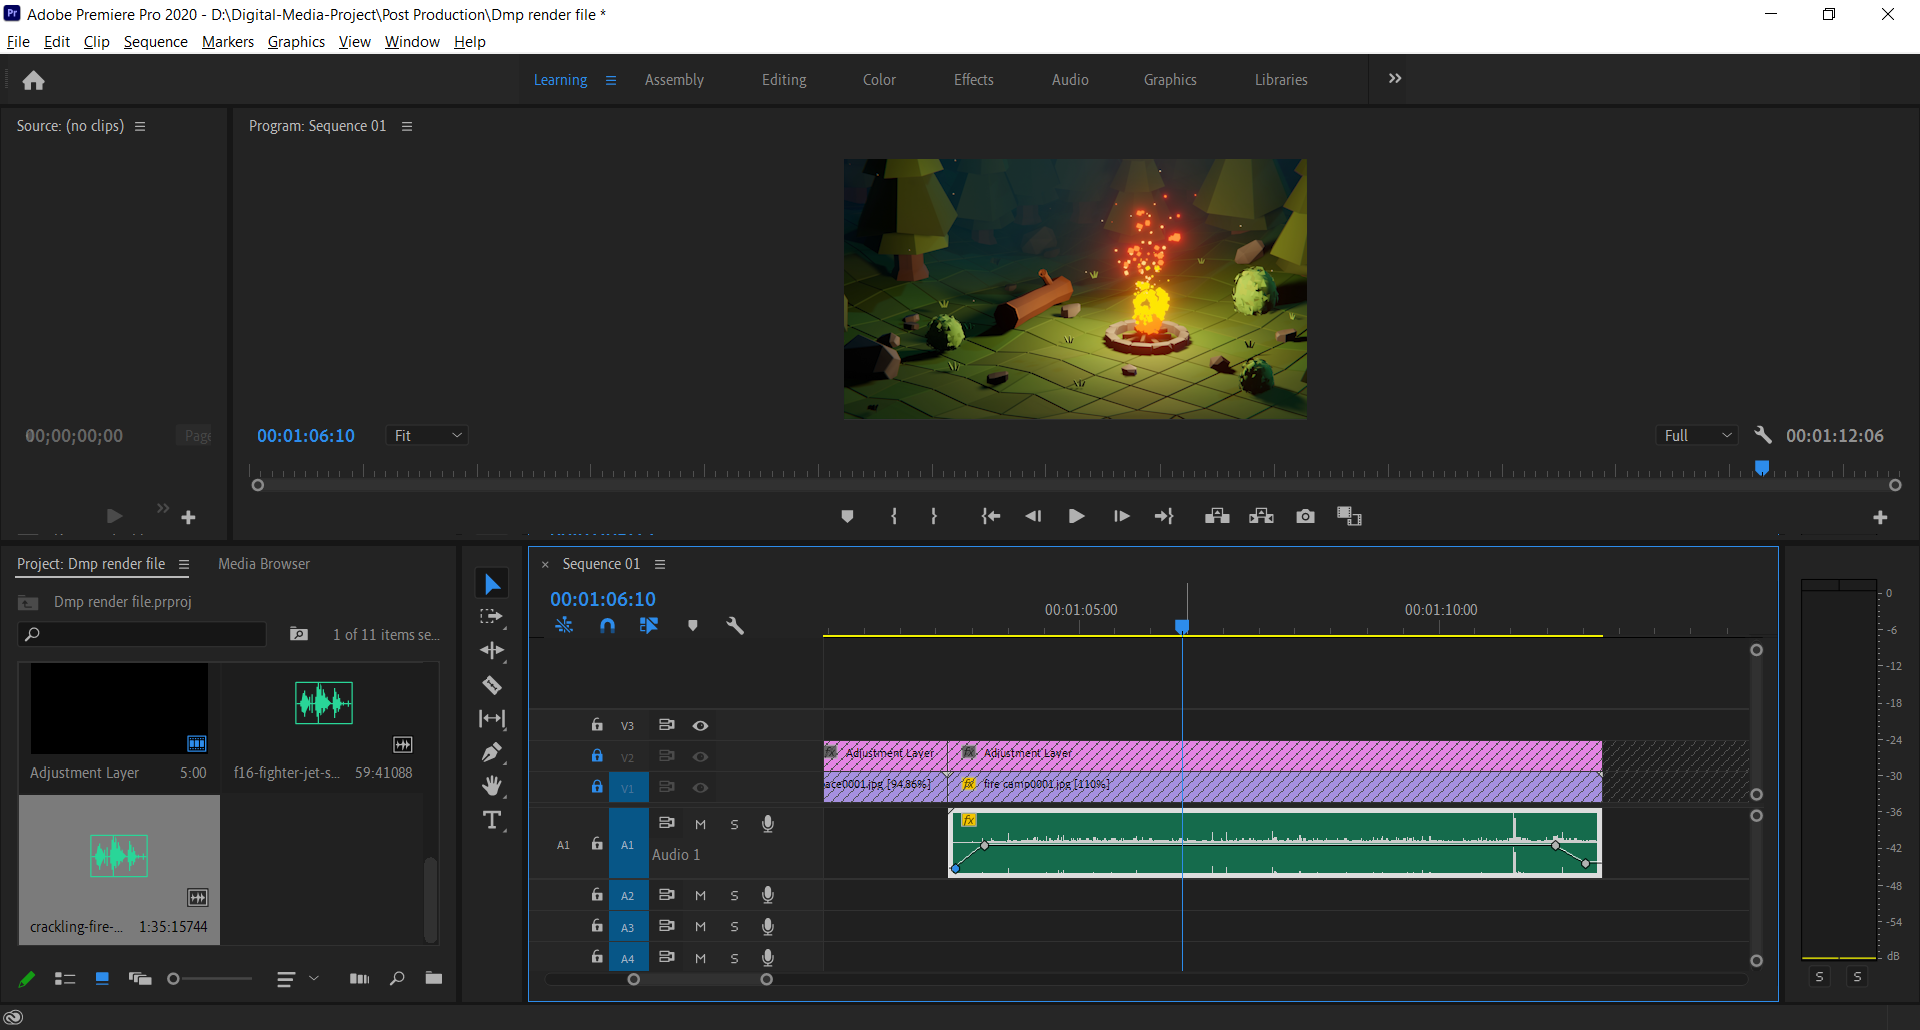 Pr Adobe Premiere Pro 2020 - D:\Digital-Media-Project\Post Production\Dmp render file *
File Edit Clip Sequence Markers Graphics View Window Help
Learning Assembly Editing Color Effects Audio Graphics Libraries
Source: (no clips)
Program: Sequence 01
00;00;00;00 Page
00:01:06:10 Fit Full 00:01:12:06
Project: Dmp render file Media Browser
Dmp render file.prproj
1 of 11 items se...
Adjustment Layer 5:00
f16-fighter-jet-s... 59:41088
crackling-fire-... 1:35:15744
T
× Sequence 01
00:01:06:10
00:01:05:00 00:01:10:00
V3
V2 fx Adjustment Layer fx Adjustment Layer
V1 ace0001.jpg [94.86%] fx fire camp0001.jpg [110%]
A1 A1 M S fx
Audio 1
A2 M S
A3 M S
A4 M S
0
-6
-12
-18
-24
-30
-36
-42
-48
-54
dB
S S